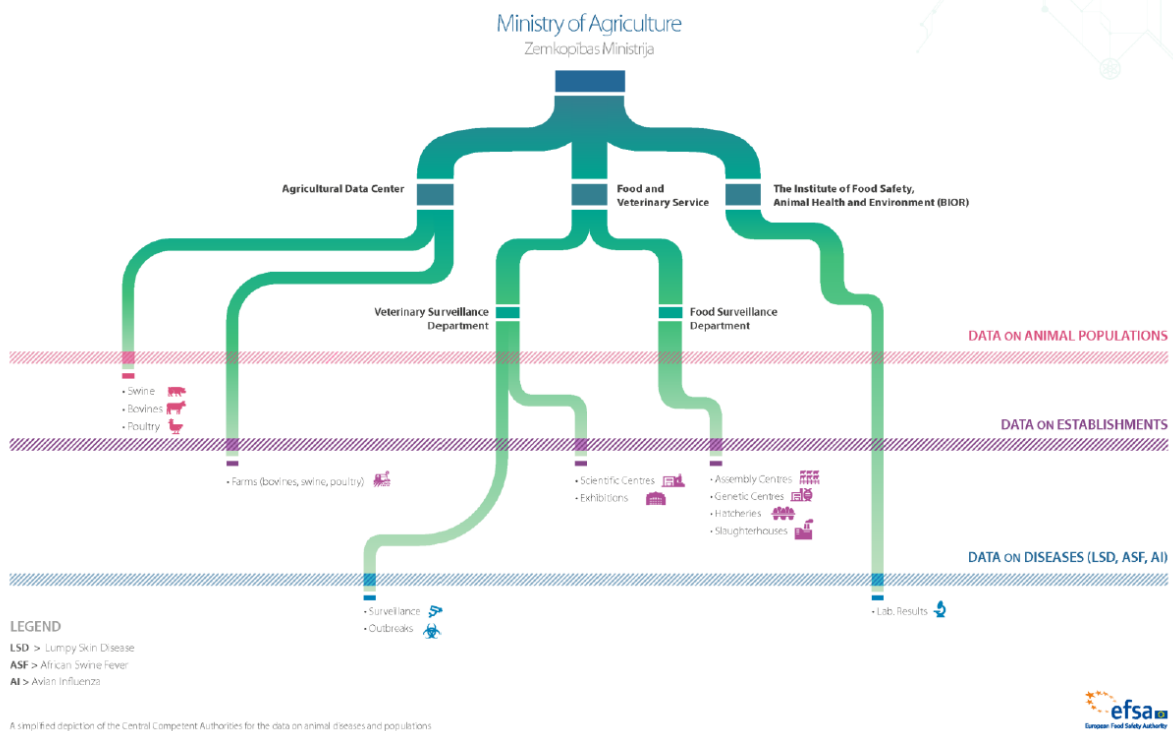 Ministry of Agriculture
Zemkopības Ministrija
Agricultural Data Center
Food and
Veterinary Service
The Institute of Food Safety,
Animal Health and Environment (BIOR)
Veterinary Surveillance
Department
Food Surveillance
Department
DATA ON ANIMAL POPULATIONS
• Swine
• Bovines
• Poultry
DATA ON ESTABLISHMENTS
• Farms (bovines, swine, poultry)
• Scientific Centres
• Exhibitions
• Assembly Centres
• Genetic Centres
• Hatcheries
• Slaughterhouses
DATA ON DISEASES (LSD, ASF, AI)
• Surveillance
• Outbreaks
• Lab. Results
LEGEND
LSD > Lumpy Skin Disease
ASF > African Swine Fever
AI > Avian Influenza
A simplified depiction of the Central Competent Authorities for the data on animal diseases and populations
efsa
European Food Safety Authority